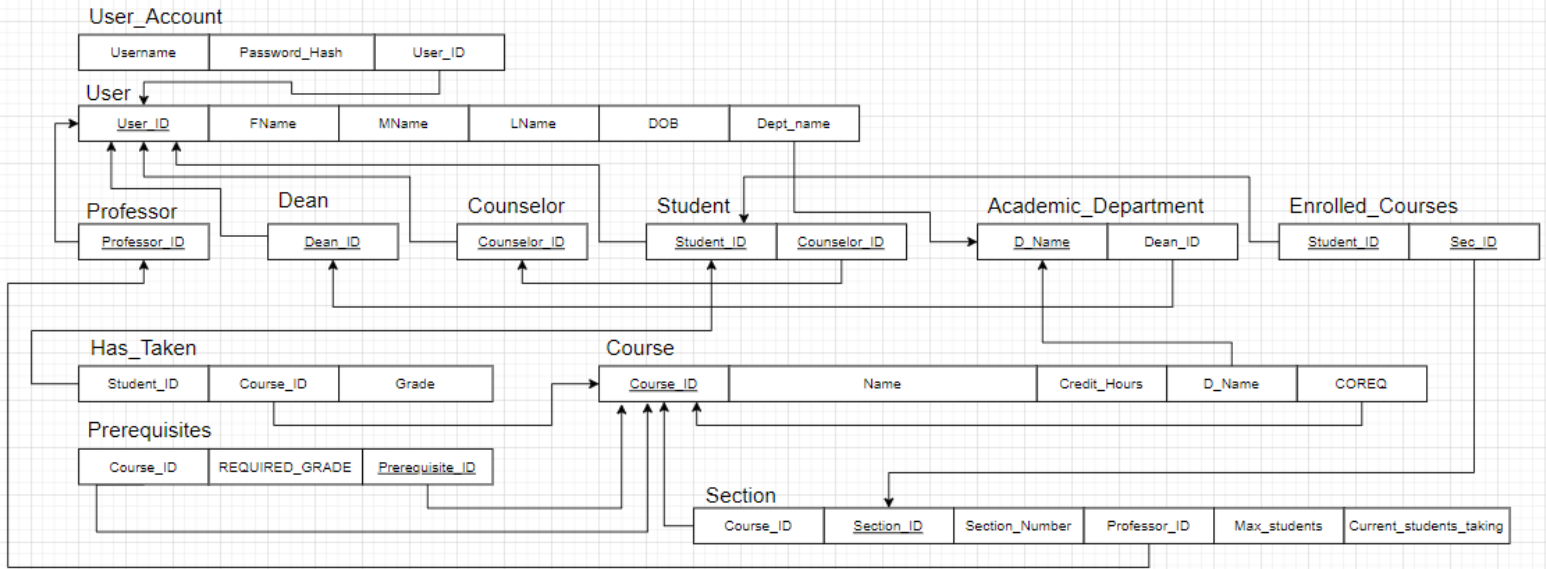 User_Account
Username Password_Hash User_ID
User
User_ID FName MName LName DOB Dept_name
Professor Dean Counselor Student Academic_Department Enrolled_Courses
Professor_ID Dean_ID Counselor_ID Student_ID Counselor_ID D_Name Dean_ID Student_ID Sec_ID
Has_Taken Course
Student_ID Course_ID Grade Course_ID Name Credit_Hours D_Name COREQ
Prerequisites
Course_ID REQUIRED_GRADE Prerequisite_ID
Section
Course_ID Section_ID Section_Number Professor_ID Max_students Current_students_taking